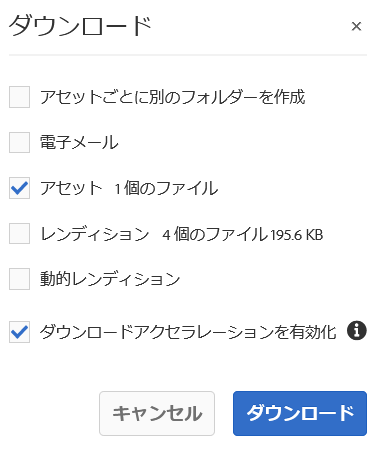 ダウンロード
アセットごとに別のフォルダーを作成
電子メール
アセット 1 個のファイル
レンディション 4 個のファイル 195.6 KB
動的レンディション
ダウンロードアクセラレーションを有効化
キャンセル ダウンロード